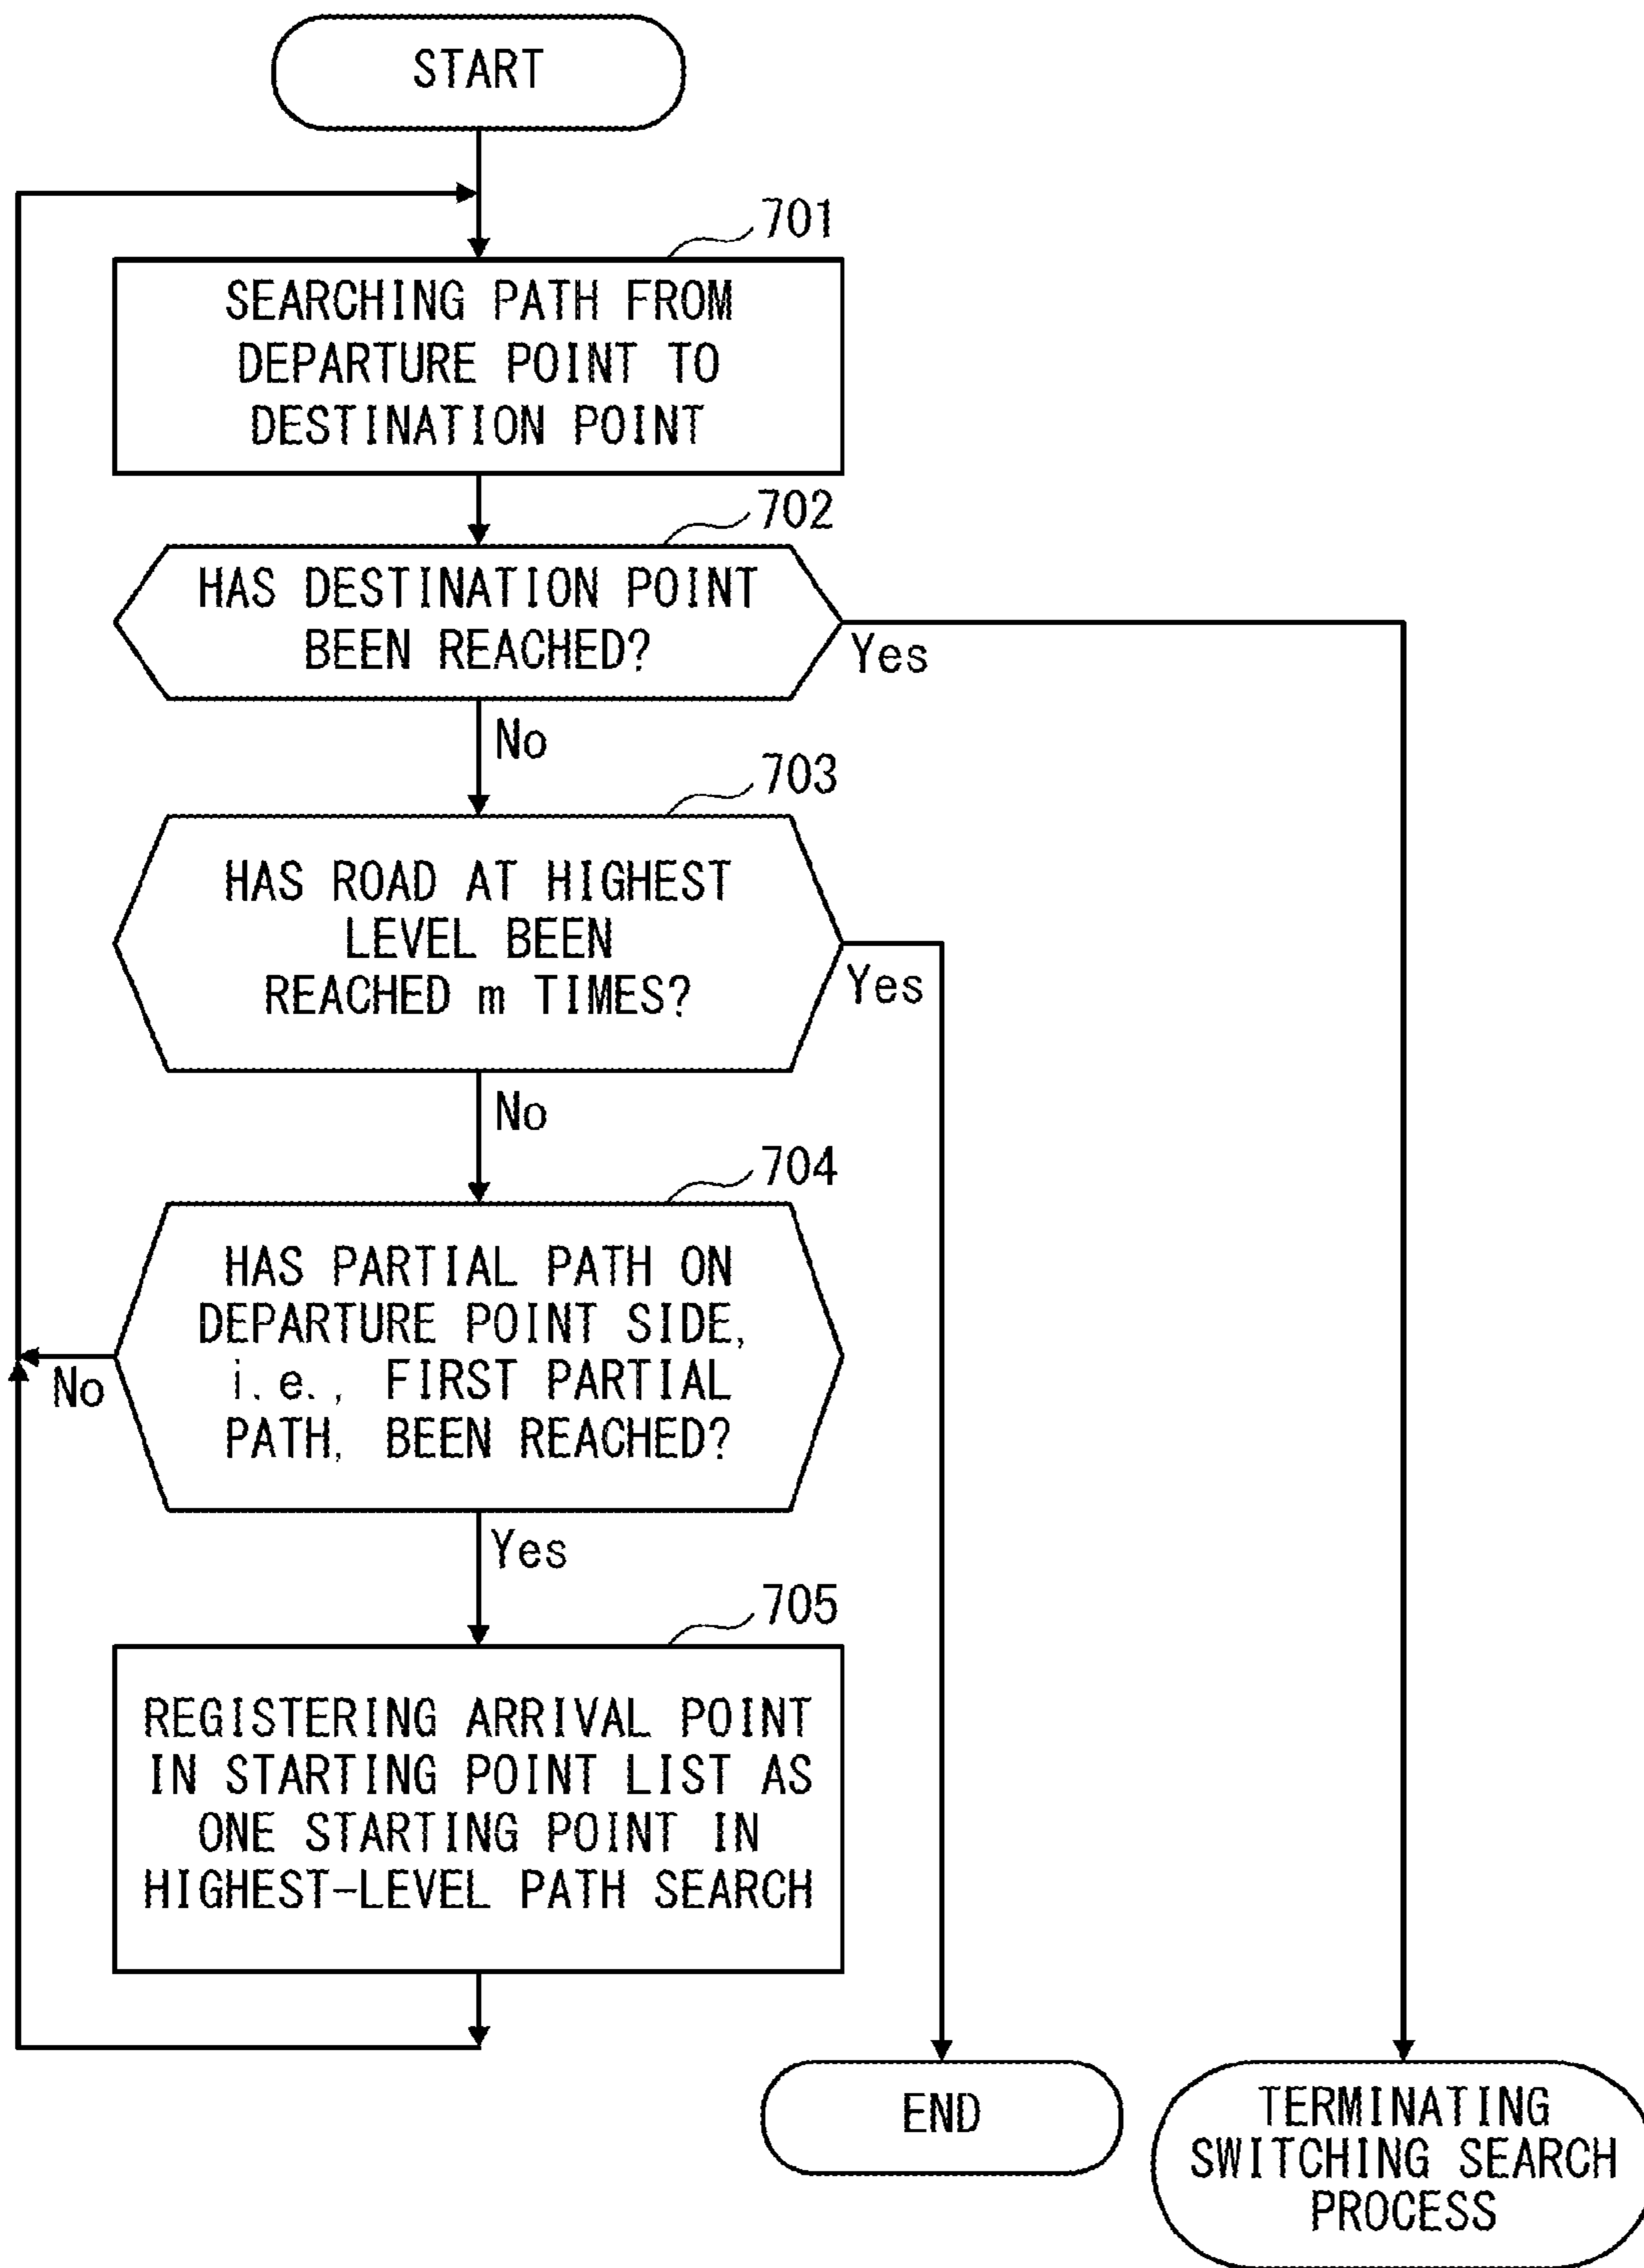 START
701
SEARCHING PATH FROM
DEPARTURE POINT TO
DESTINATION POINT
702
HAS DESTINATION POINT
BEEN REACHED?
Yes
No
703
HAS ROAD AT HIGHEST
LEVEL BEEN
REACHED m TIMES?
Yes
No
704
HAS PARTIAL PATH ON
DEPARTURE POINT SIDE,
i.e., FIRST PARTIAL
PATH, BEEN REACHED?
No
Yes
705
REGISTERING ARRIVAL POINT
IN STARTING POINT LIST AS
ONE STARTING POINT IN
HIGHEST-LEVEL PATH SEARCH
END
TERMINATING
SWITCHING SEARCH
PROCESS